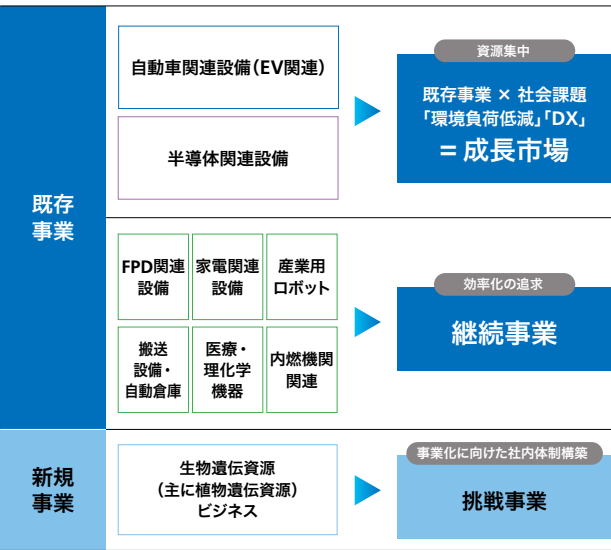 既存
事業
自動車関連設備(EV関連)
半導体関連設備
資源集中
既存事業 × 社会課題
「環境負荷低減」「DX」
= 成長市場
FPD関連
設備
家電関連
設備
産業用
ロボット
搬送
設備・
自動倉庫
医療・
理化学
機器
内燃機関
関連
効率化の追求
継続事業
新規
事業
生物遺伝資源
(主に植物遺伝資源)
ビジネス
事業化に向けた社内体制構築
挑戦事業